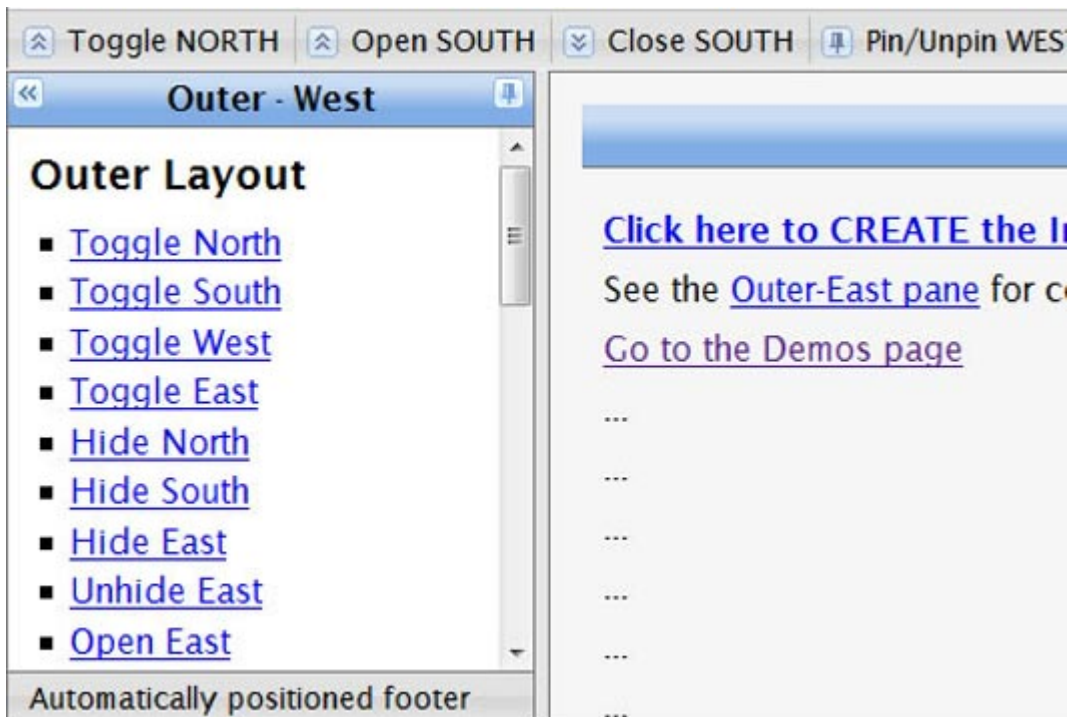 Toggle NORTH Open SOUTH Close SOUTH Pin/Unpin WEST
Outer - West
Outer Layout
Toggle North
Toggle South
Toggle West
Toggle East
Hide North
Hide South
Hide East
Unhide East
Open East
Automatically positioned footer
Click here to CREATE the
See the Outer-East pane for
Go to the Demos page
...
...
...
...
...
...